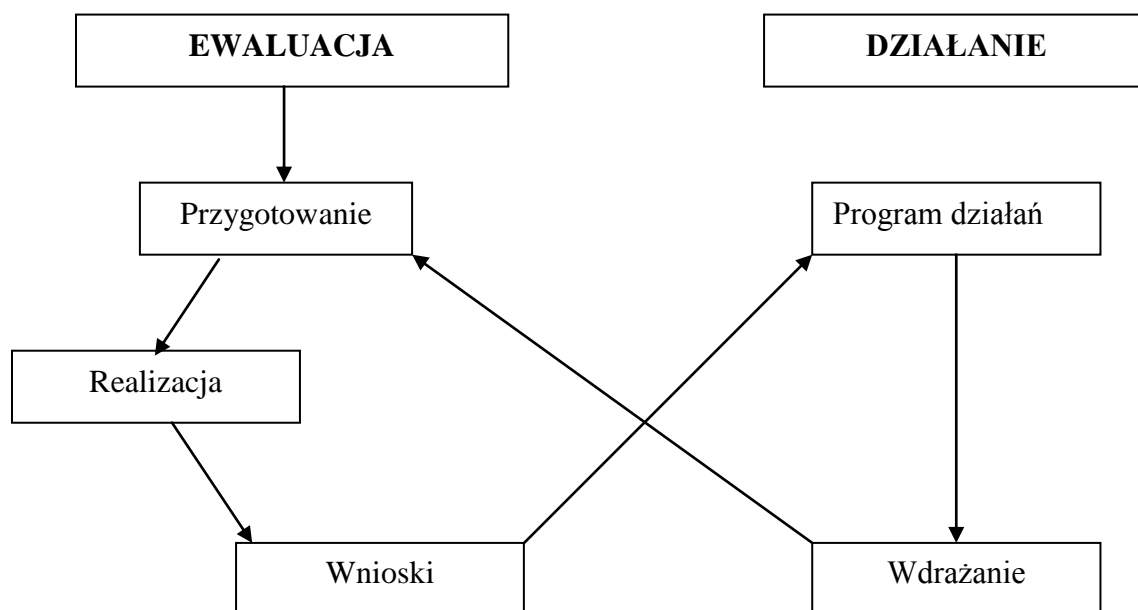 EWALUACJA
DZIAŁANIE
Przygotowanie
Program działań
Realizacja
Wnioski
Wdrażanie